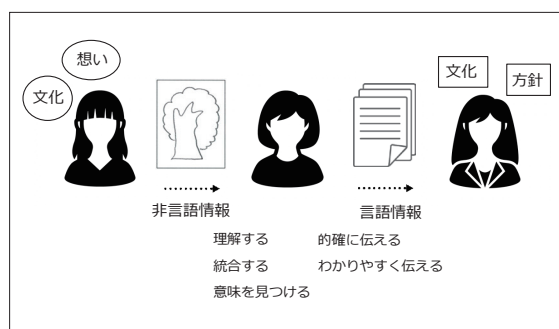 想い
文化
文化
方針
非言語情報
言語情報
理解する
的確に伝える
統合する
わかりやすく伝える
意味を見つける